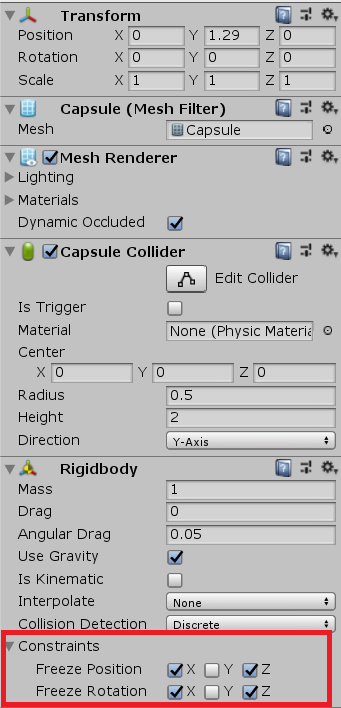 Transform
Position X 0 Y 1.29 Z 0
Rotation X 0 Y 0 Z 0
Scale X 1 Y 1 Z 1
Capsule (Mesh Filter)
Mesh Capsule
Mesh Renderer
Lighting
Materials
Dynamic Occluded
Capsule Collider
Edit Collider
Is Trigger
Material None (Physic Materia
Center
X 0 Y 0 Z 0
Radius 0.5
Height 2
Direction Y-Axis
Rigidbody
Mass 1
Drag 0
Angular Drag 0.05
Use Gravity
Is Kinematic
Interpolate None
Collision Detection Discrete
Constraints
Freeze Position X Y Z
Freeze Rotation X Y Z